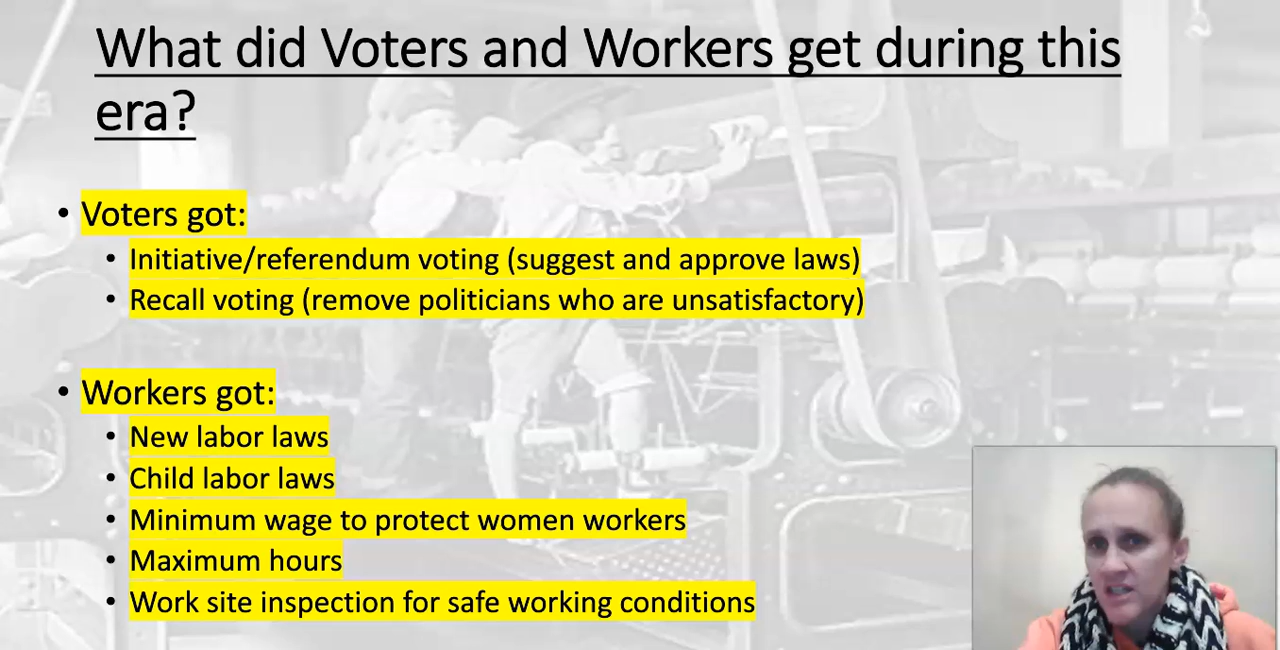 What did Voters and Workers get during this
era?
• Voters got:
• Initiative/referendum voting (suggest and approve laws)
• Recall voting (remove politicians who are unsatisfactory)
• Workers got:
• New labor laws
• Child labor laws
• Minimum wage to protect women workers
• Maximum hours
• Work site inspection for safe working conditions